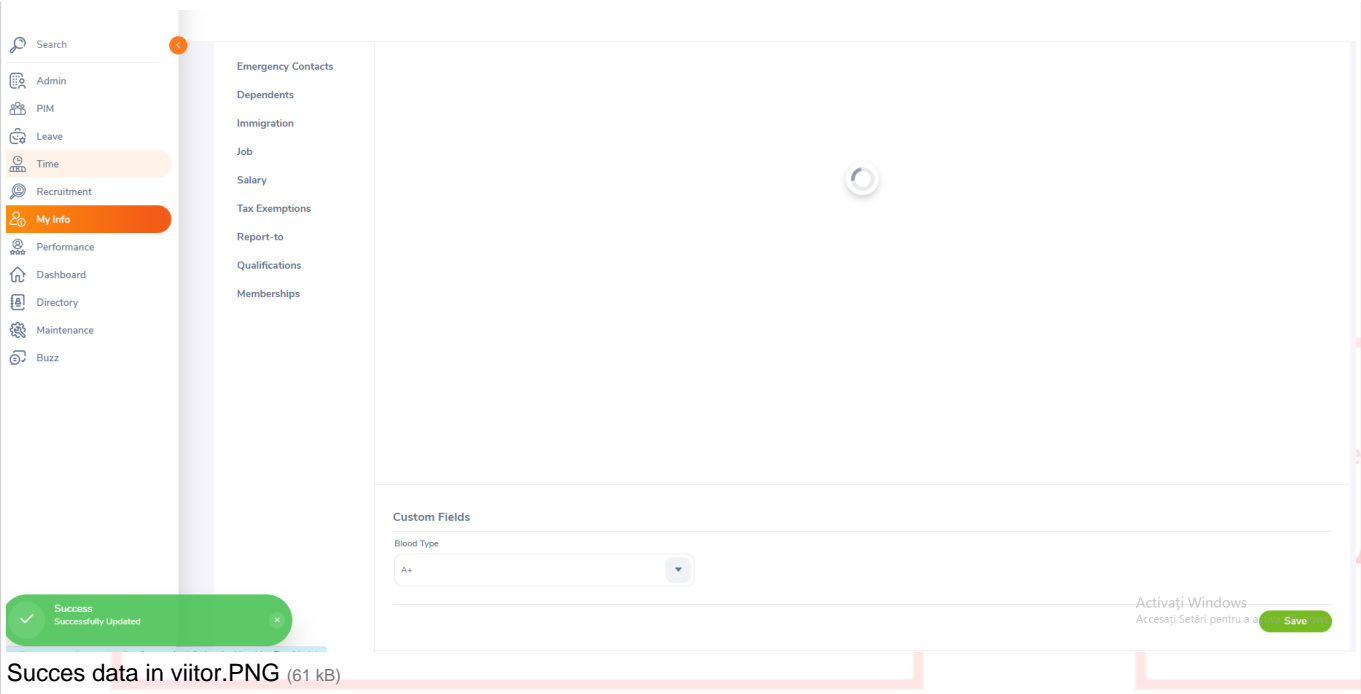 Search
Admin
PIM
Leave
Time
Recruitment
My Info
Performance
Dashboard
Directory
Maintenance
Buzz
Emergency Contacts
Dependents
Immigration
Job
Salary
Tax Exemptions
Report-to
Qualifications
Memberships
Custom Fields
Blood Type
A+
Activați Windows
Accesați Setări pentru a
Save
Success
Successfully Updated
Succes data in viitor.PNG (61 kB)